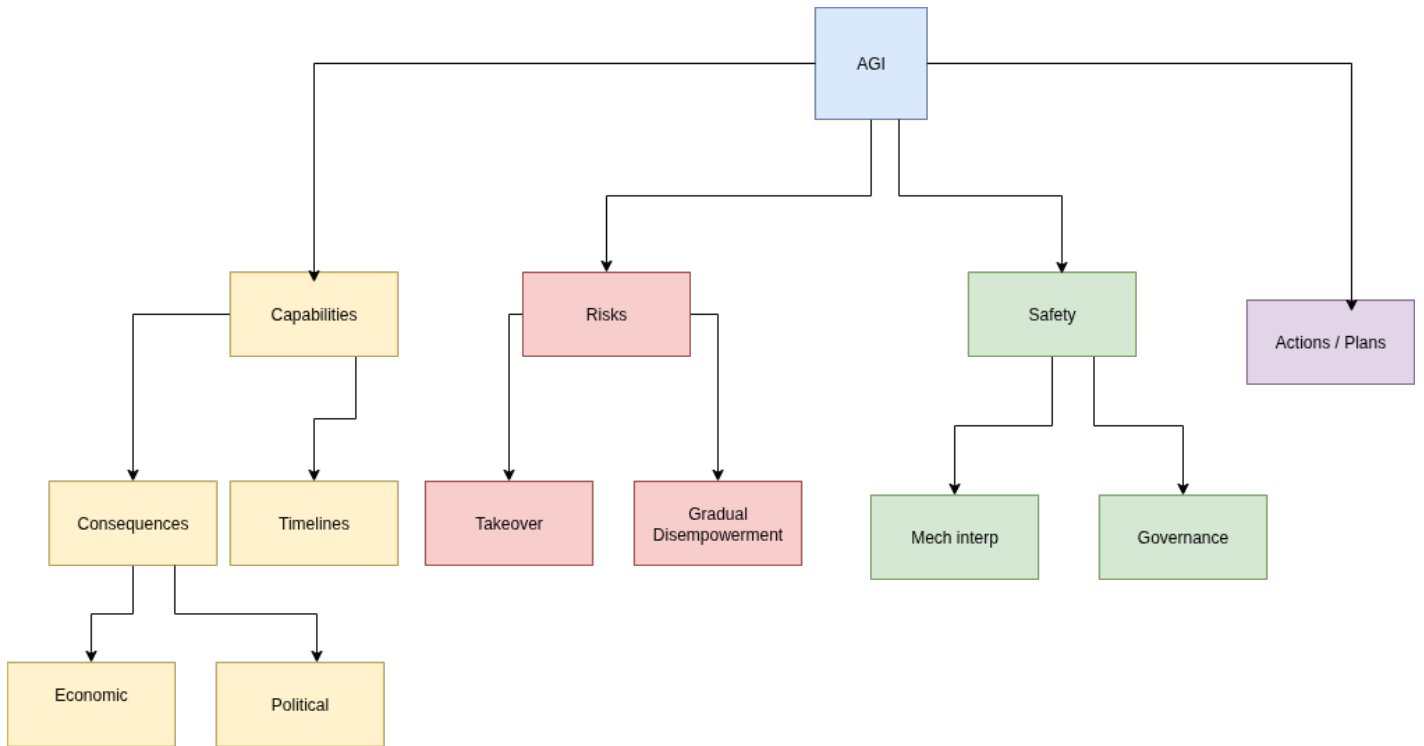 AGI
Capabilities
Risks
Safety
Actions / Plans
Consequences
Timelines
Takeover
Gradual
Disempowerment
Mech interp
Governance
Economic
Political